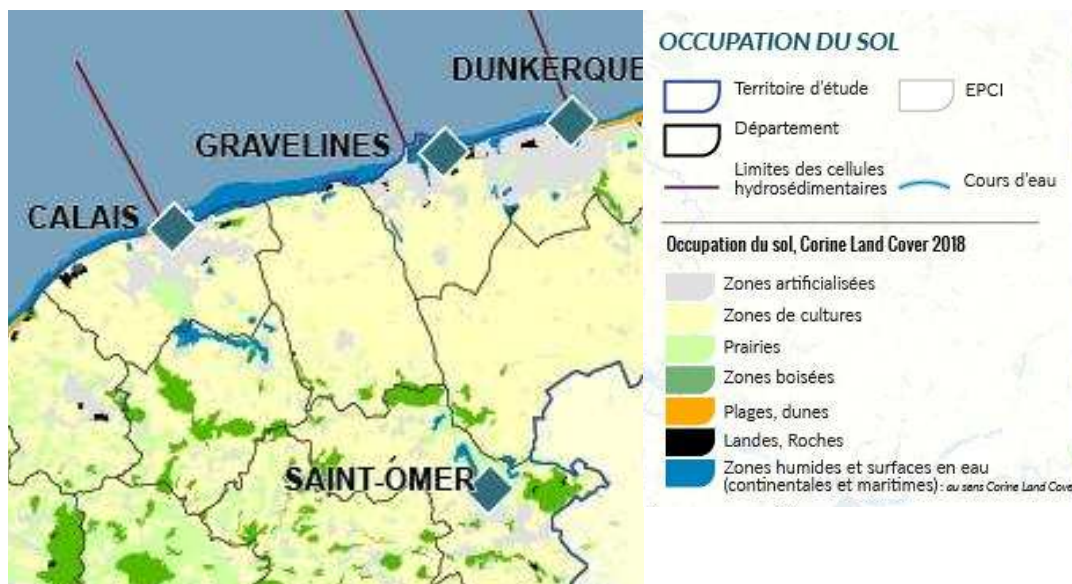 DUNKERQUE
GRAVELINES
CALAIS
SAINT-OMER
OCCUPATION DU SOL
Territoire d'étude
EPCI
Département
Limites des cellules
hydrosédimentaires
Cours d'eau
Occupation du sol, Corine Land Cover 2018
Zones artificialisées
Zones de cultures
Prairies
Zones boisées
Plages, dunes
Landes, Roches
Zones humides et surfaces en eau
(continentales et maritimes) : au sens Corine Land Cove